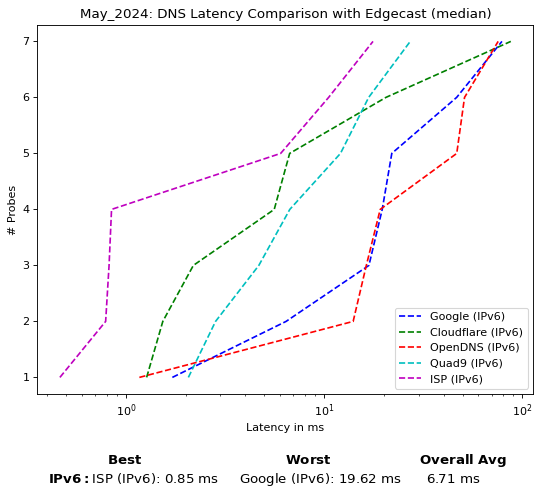 May_2024: DNS Latency Comparison with Edgecast (median)
# Probes
7
6
5
4
3
2
1
Google (IPv6)
Cloudflare (IPv6)
OpenDNS (IPv6)
Quad9 (IPv6)
ISP (IPv6)
10⁰ 10¹ 10²
Latency in ms
Best Worst Overall Avg
IPv6: ISP (IPv6): 0.85 ms Google (IPv6): 19.62 ms 6.71 ms